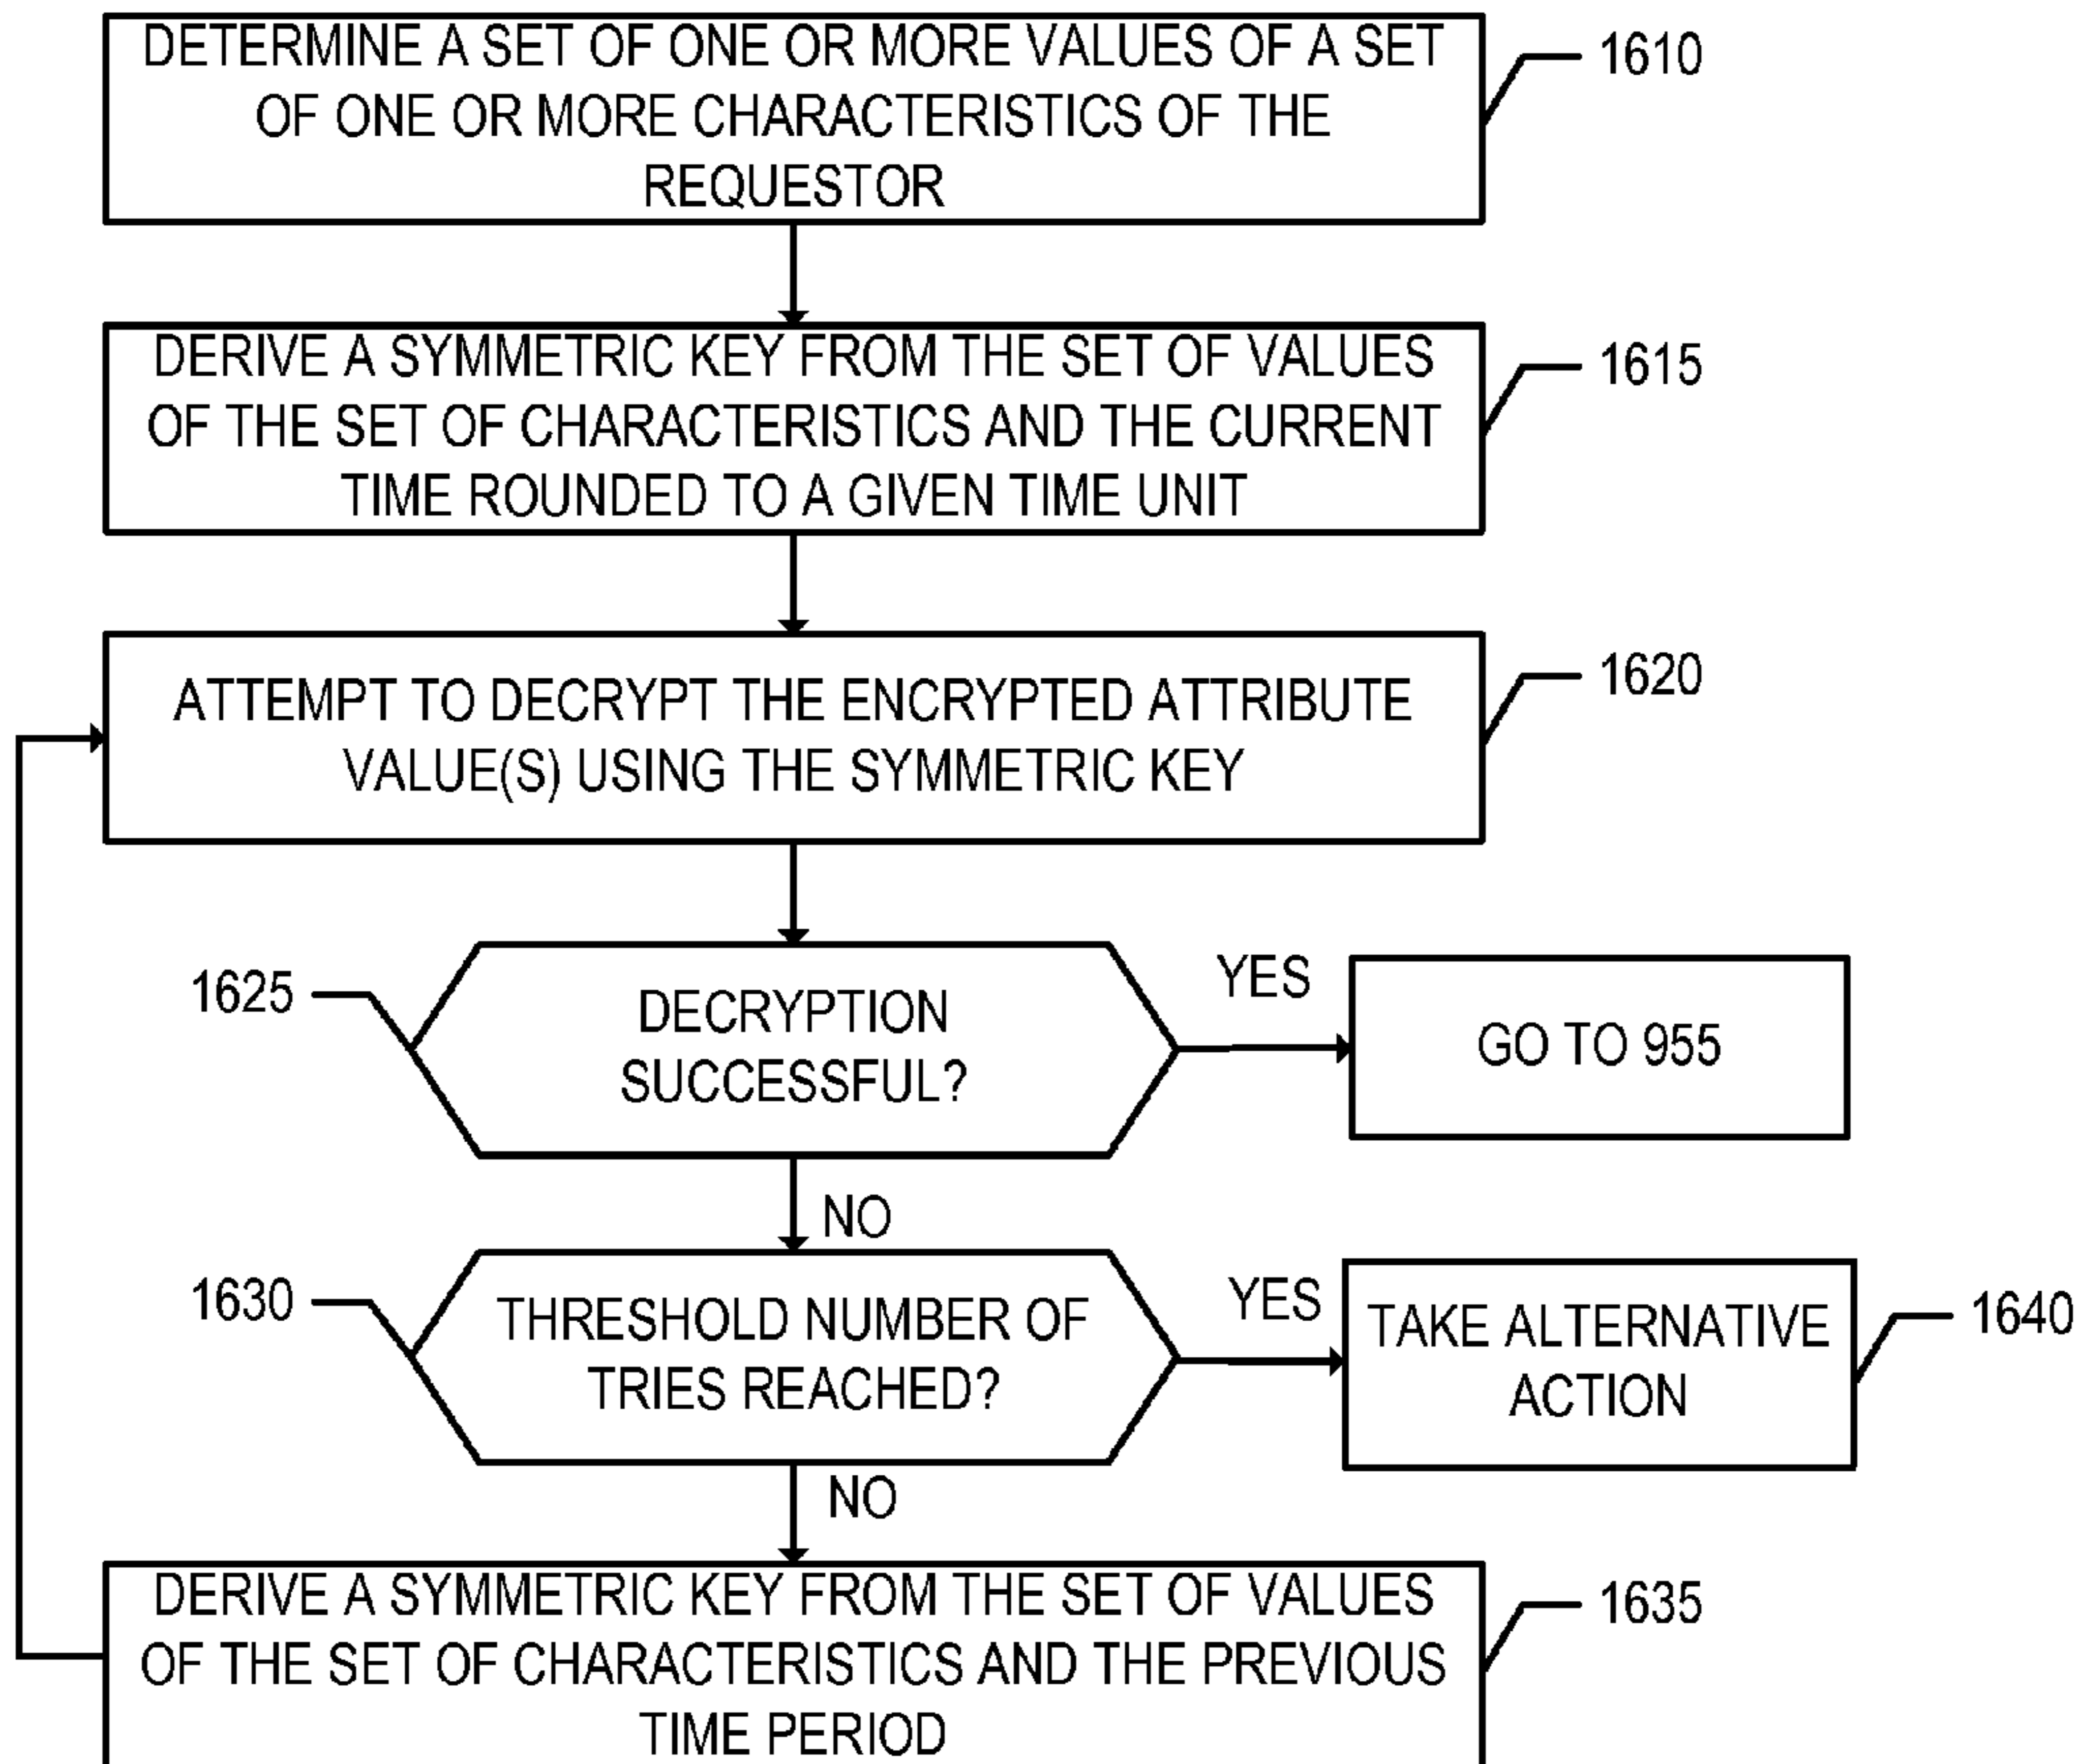 DETERMINE A SET OF ONE OR MORE VALUES OF A SET
OF ONE OR MORE CHARACTERISTICS OF THE
REQUESTOR
1610
DERIVE A SYMMETRIC KEY FROM THE SET OF VALUES
OF THE SET OF CHARACTERISTICS AND THE CURRENT
TIME ROUNDED TO A GIVEN TIME UNIT
1615
ATTEMPT TO DECRYPT THE ENCRYPTED ATTRIBUTE
VALUE(S) USING THE SYMMETRIC KEY
1620
1625
DECRYPTION
SUCCESSFUL?
YES
GO TO 955
NO
1630
THRESHOLD NUMBER OF
TRIES REACHED?
YES
TAKE ALTERNATIVE
ACTION
1640
NO
DERIVE A SYMMETRIC KEY FROM THE SET OF VALUES
OF THE SET OF CHARACTERISTICS AND THE PREVIOUS
TIME PERIOD
1635